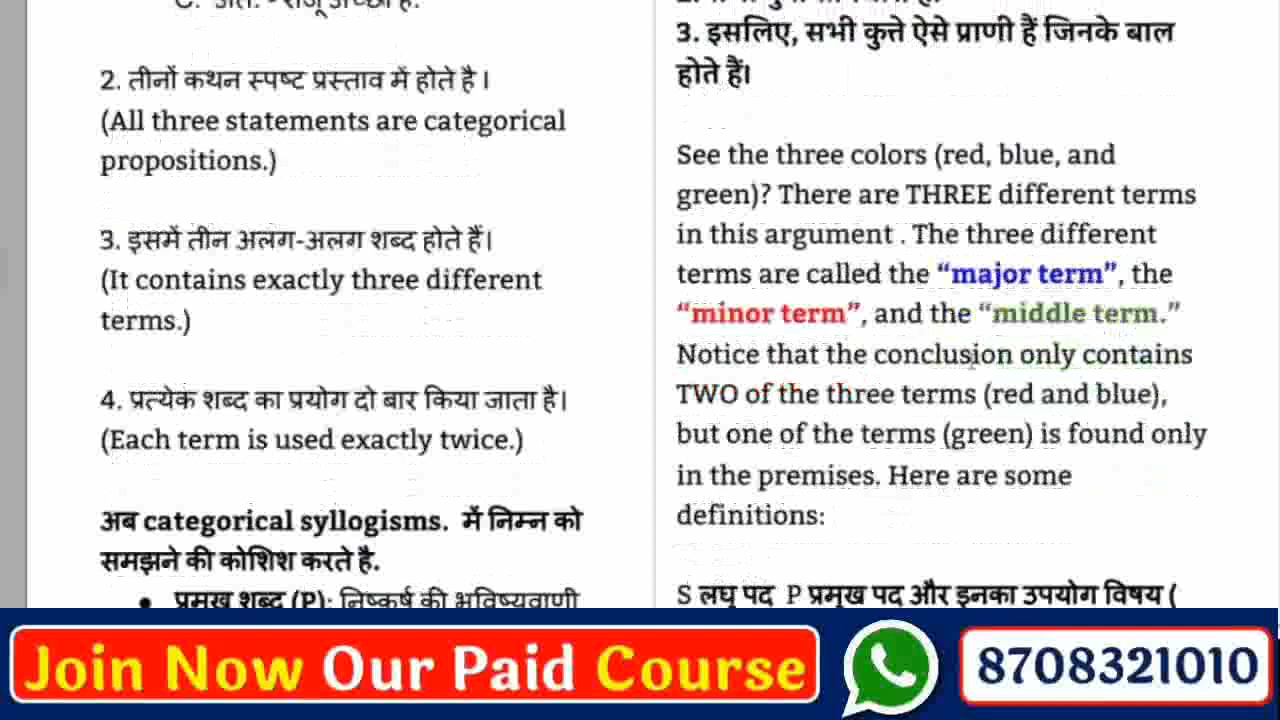 C. अतः - राजू अच्छा है.
2. तीनों कथन स्पष्ट प्रस्ताव में होते है ।
(All three statements are categorical
propositions.)
3. इसमें तीन अलग-अलग शब्द होते हैं।
(It contains exactly three different
terms.)
4. प्रत्येक शब्द का प्रयोग दो बार किया जाता है।
(Each term is used exactly twice.)
अब categorical syllogisms. में निम्न को
समझने की कोशिश करते है.
• प्रमुख शब्द (P): निष्कर्ष की भविष्यवाणी
3. इसलिए, सभी कुत्ते ऐसे प्राणी हैं जिनके बाल
होते हैं।
See the three colors (red, blue, and
green)? There are THREE different terms
in this argument . The three different
terms are called the “major term”, the
“minor term”, and the “middle term.”
Notice that the conclusion only contains
TWO of the three terms (red and blue),
but one of the terms (green) is found only
in the premises. Here are some
definitions:
S लघु पद P प्रमुख पद और इनका उपयोग विषय (
Join Now Our Paid Course
8708321010